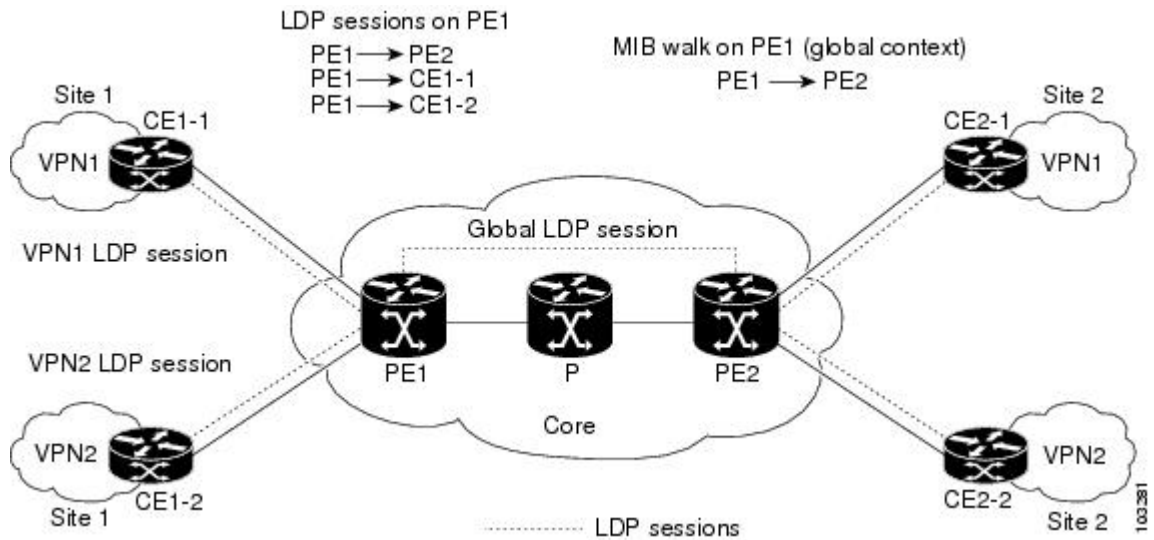 LDP sessions on PE1
PE1 → PE2
PE1 → CE1-1
PE1 → CE1-2
MIB walk on PE1 (global context)
PE1 → PE2
Site 1
CE1-1
VPN1
VPN1 LDP session
CE2-1
Site 2
VPN1
Global LDP session
PE1
P
PE2
Core
VPN2 LDP session
VPN2
CE1-2
Site 1
VPN2
CE2-2
Site 2
LDP sessions
103281